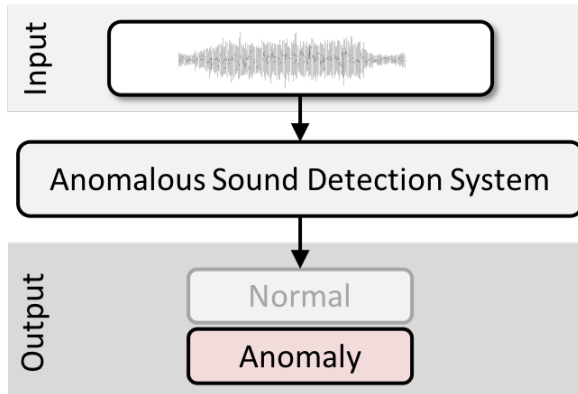 Input
Anomalous Sound Detection System
Output
Normal
Anomaly